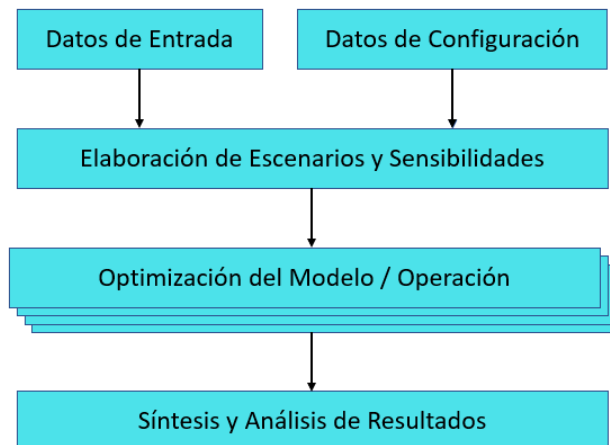 Datos de Entrada
Datos de Configuración
Elaboración de Escenarios y Sensibilidades
Optimización del Modelo / Operación
Síntesis y Análisis de Resultados